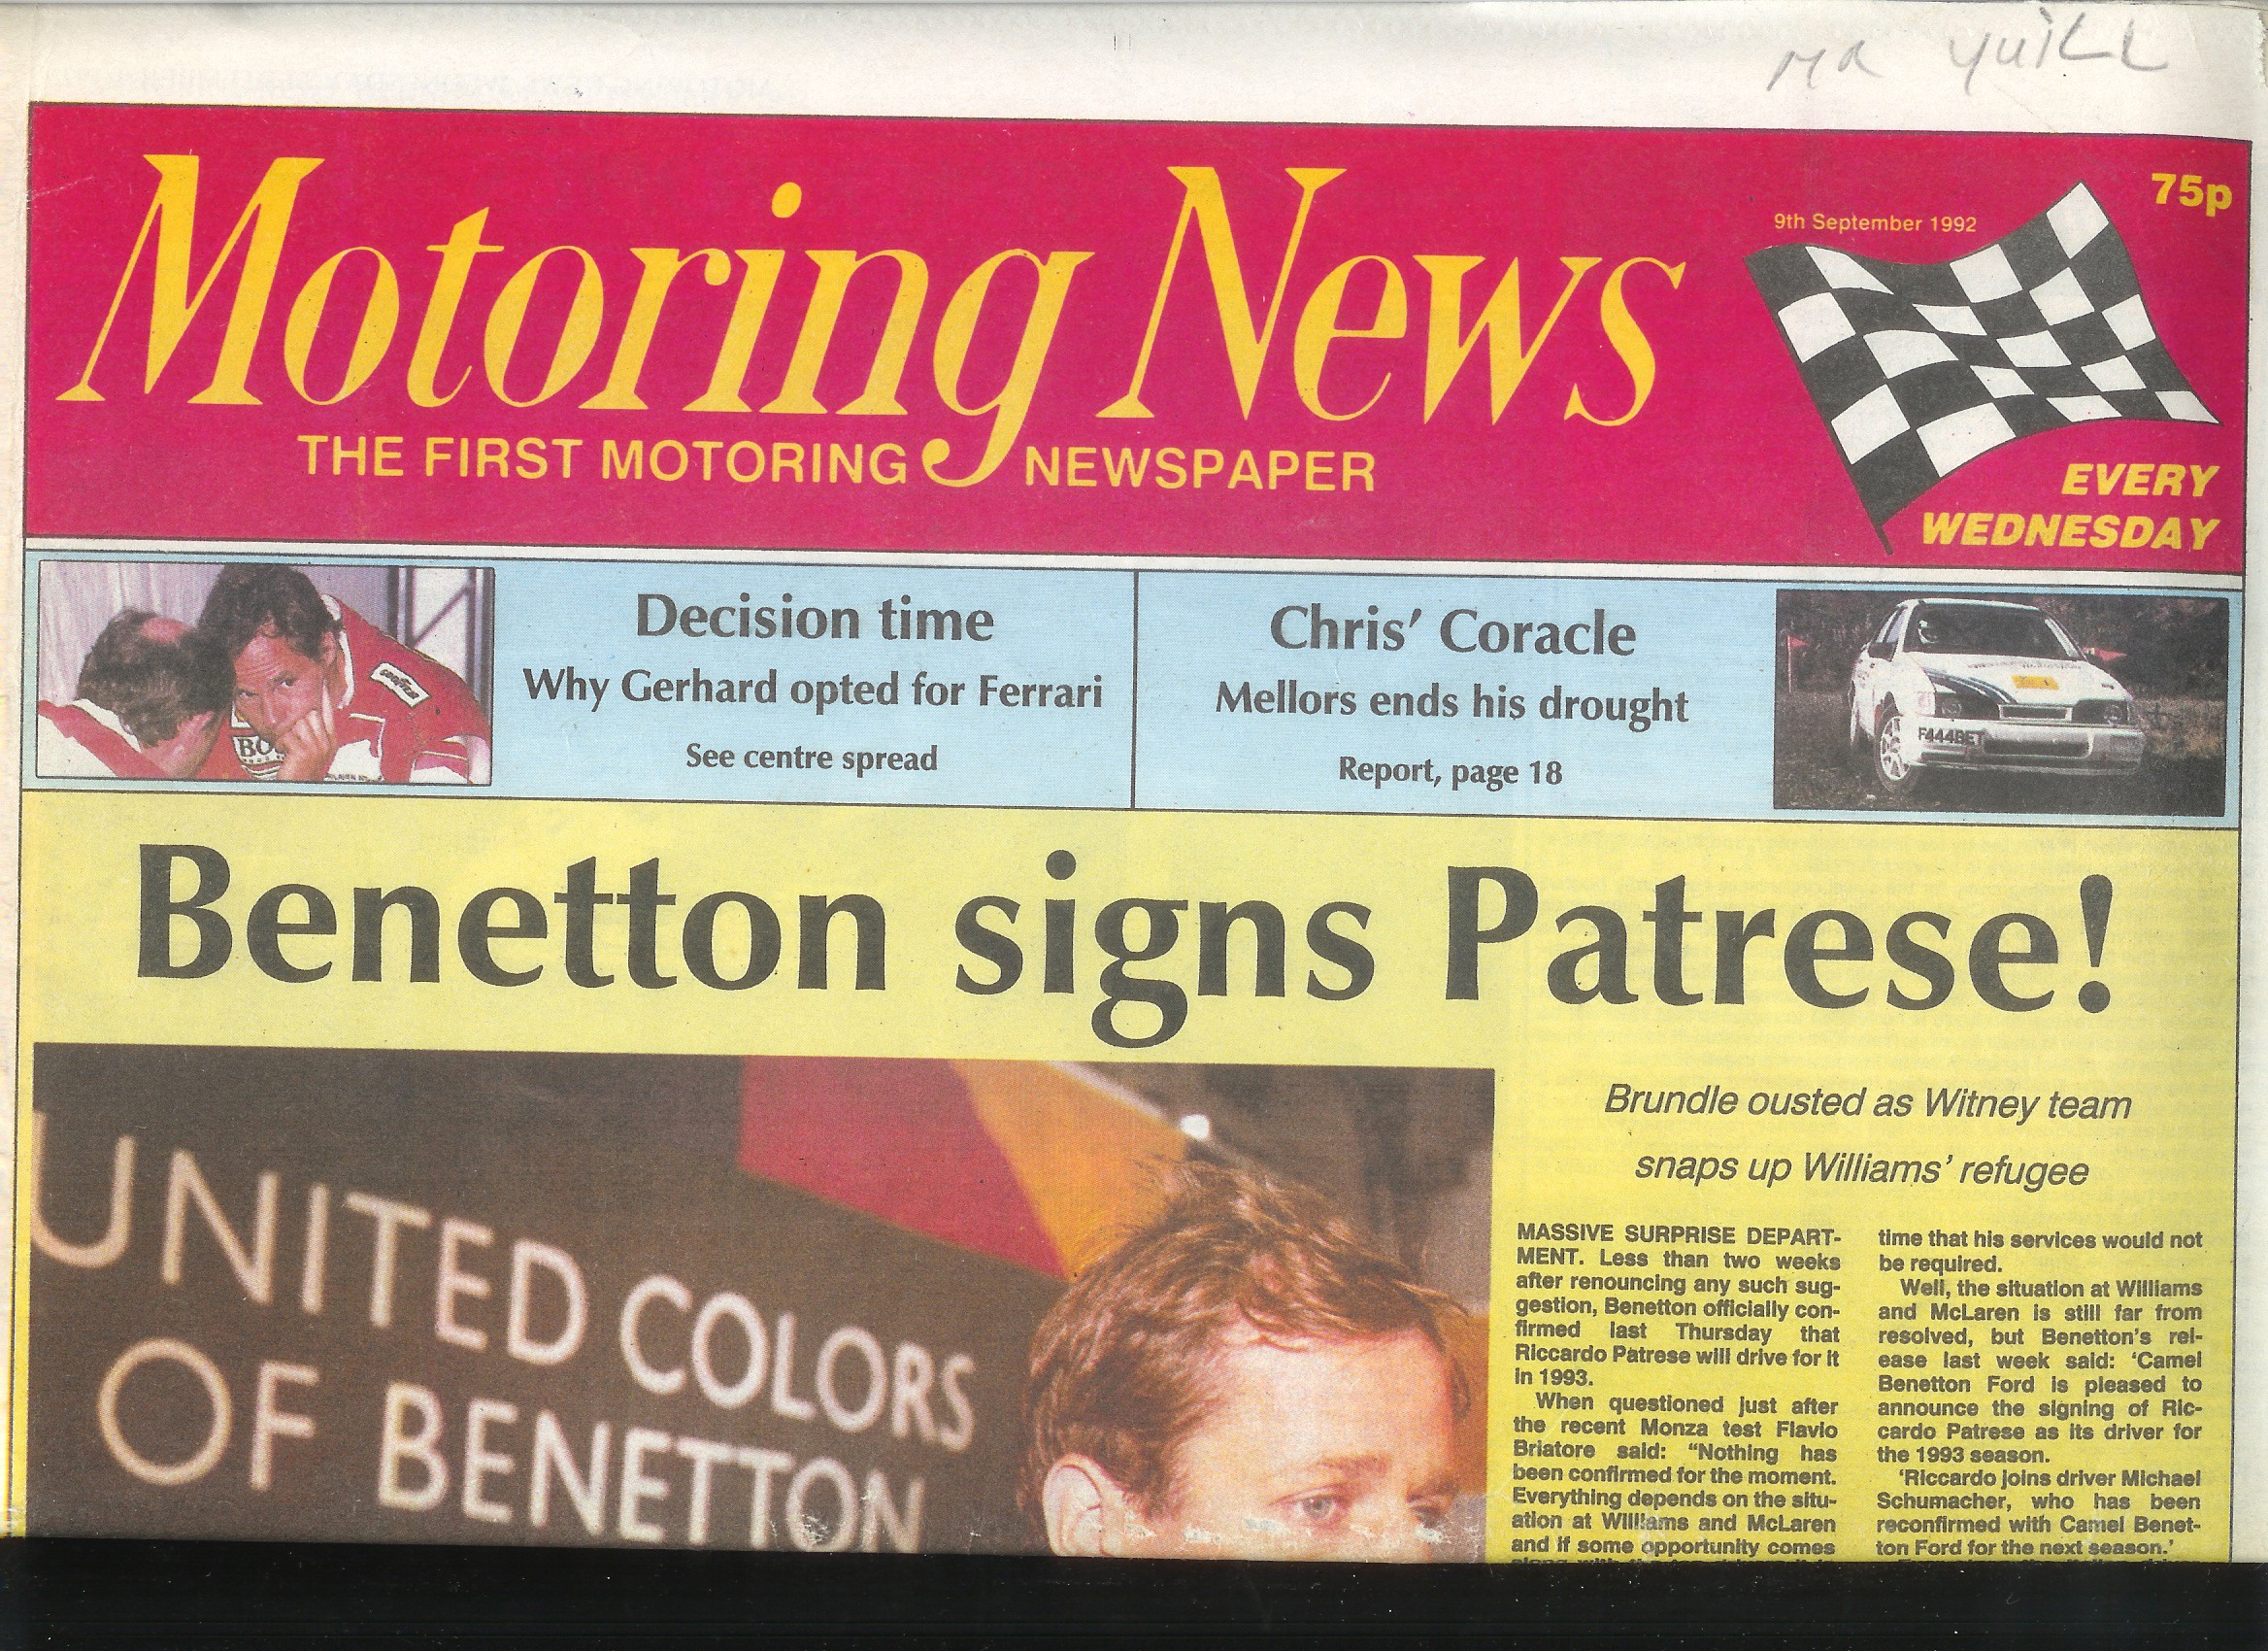 MR YUILL
Motoring News
THE FIRST MOTORING NEWSPAPER
9th September 1992
75p
EVERY
WEDNESDAY
Decision time
Why Gerhard opted for Ferrari
See centre spread
Chris' Coracle
Mellors ends his drought
Report, page 18
GOODYEAR
BO
F444BET
Benetton signs Patrese!
UNITED COLORS
OF BENETTON
Brundle ousted as Witney team
snaps up Williams' refugee
MASSIVE SURPRISE DEPART-
MENT. Less than two weeks
after renouncing any such sug-
gestion, Benetton officially con-
firmed last Thursday that
Riccardo Patrese will drive for it
in 1993.
When questioned just after
the recent Monza test Flavio
Briatore said: "Nothing has
been confirmed for the moment.
Everything depends on the situ-
ation at Williams and McLaren
and if some opportunity comes
time that his services would not
be required.
Well, the situation at Williams
and McLaren is still far from
resolved, but Benetton's rel-
ease last week said: 'Camel
Benetton Ford is pleased to
announce the signing of Ric-
cardo Patrese as its driver for
the 1993 season.
'Riccardo joins driver Michael
Schumacher, who has been
reconfirmed with Camel Benet-
ton Ford for the next season.'